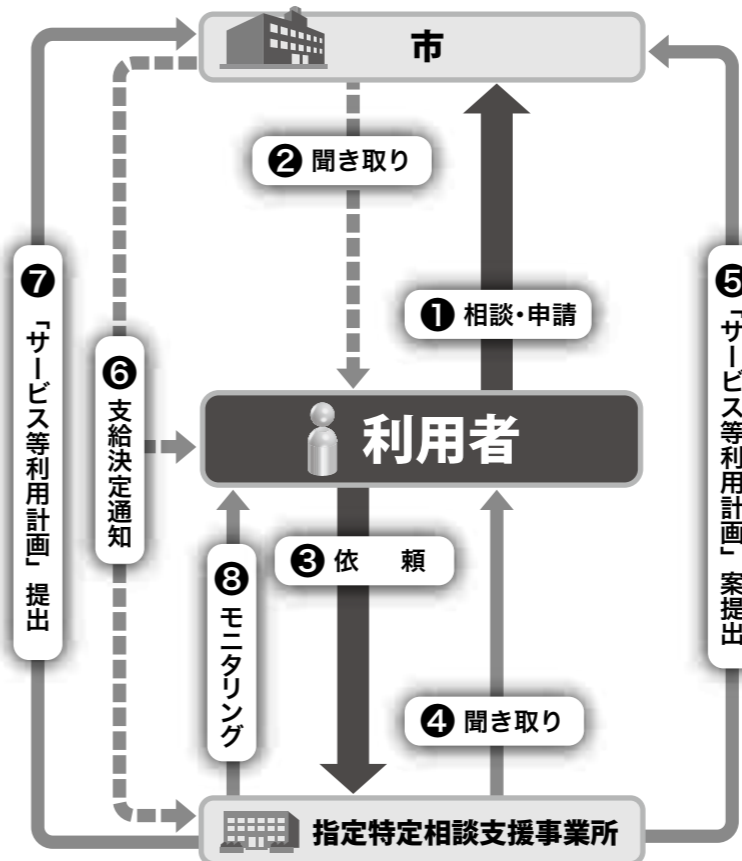 市
❷ 聞き取り
❶ 相談・申請
❼ 「サービス等利用計画」提出
❻ 支給決定通知
❺ 「サービス等利用計画」案提出
利用者
❸ 依　頼
❽ モニタリング
❹ 聞き取り
指定特定相談支援事業所